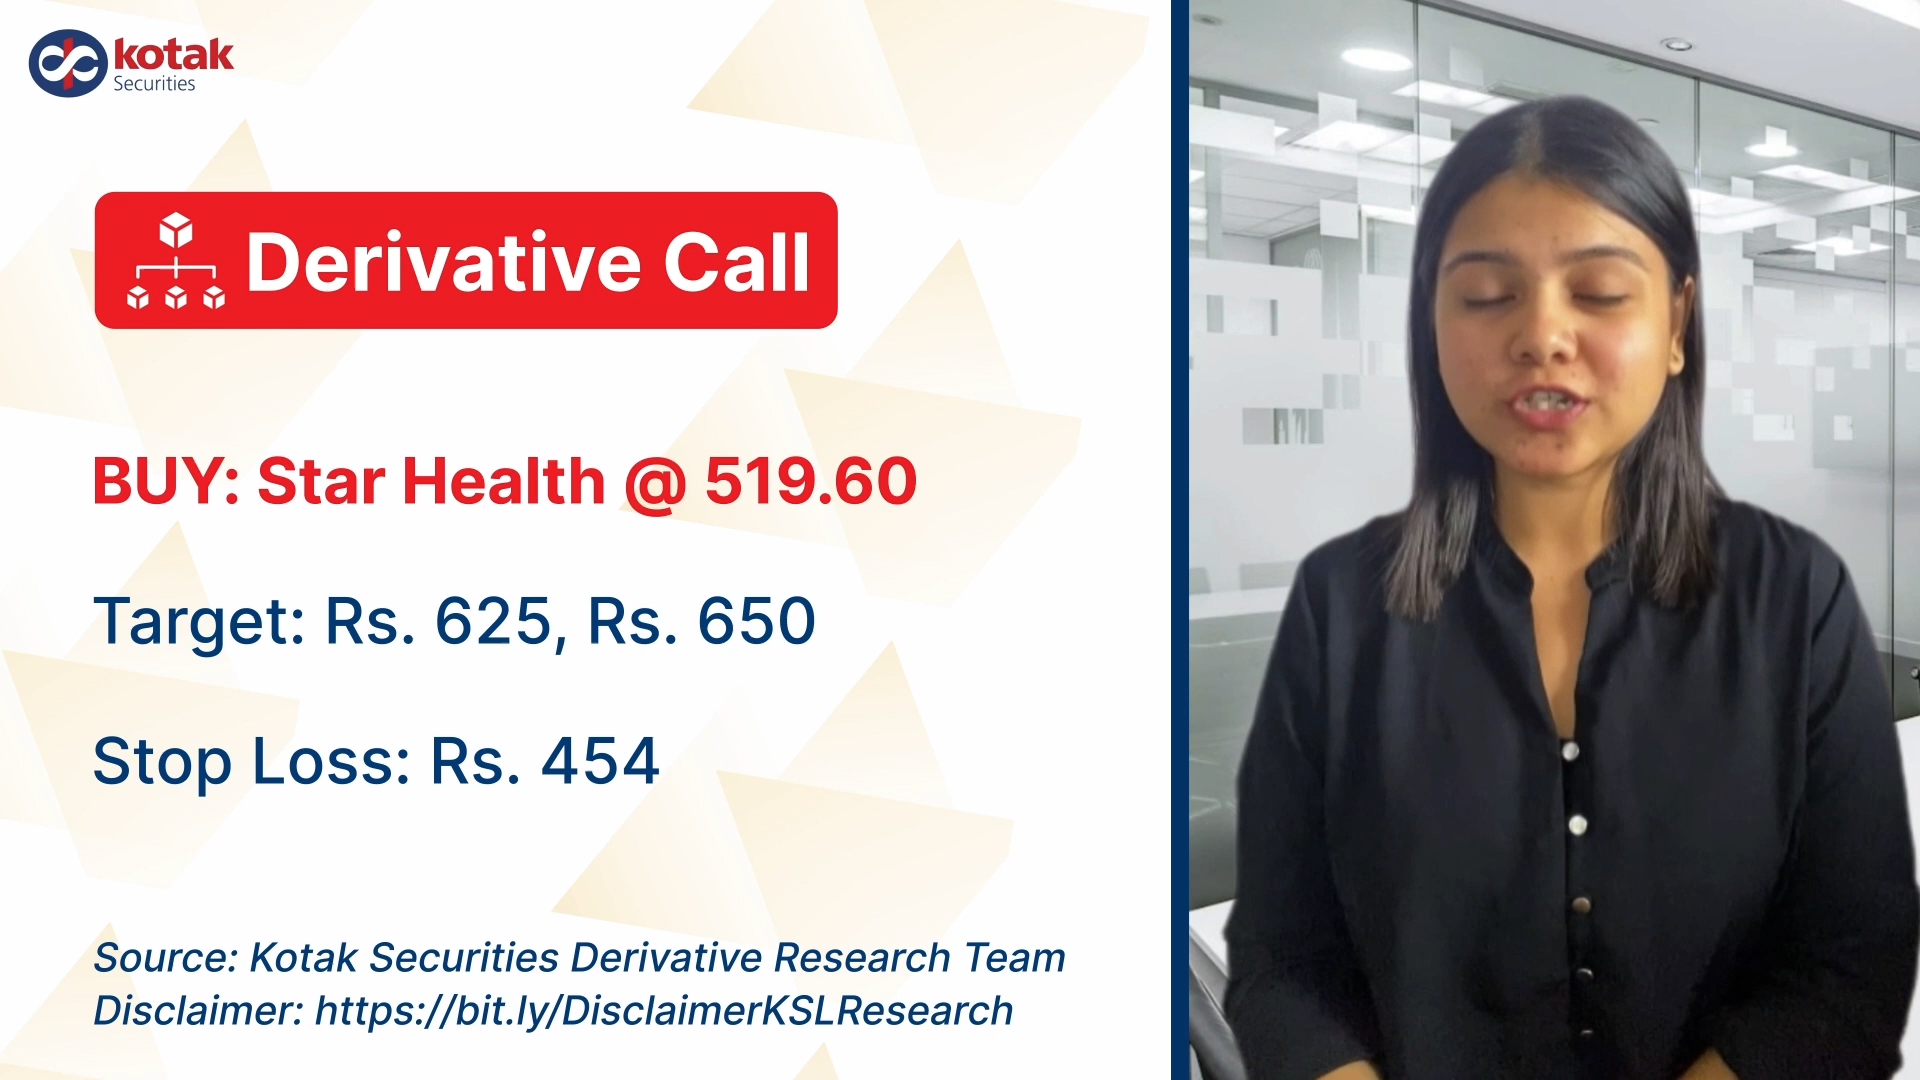 kotak
Securities
Derivative Call
BUY: Star Health @ 519.60
Target: Rs. 625, Rs. 650
Stop Loss: Rs. 454
Source: Kotak Securities Derivative Research Team
Disclaimer: https://bit.ly/DisclaimerKSLResearch